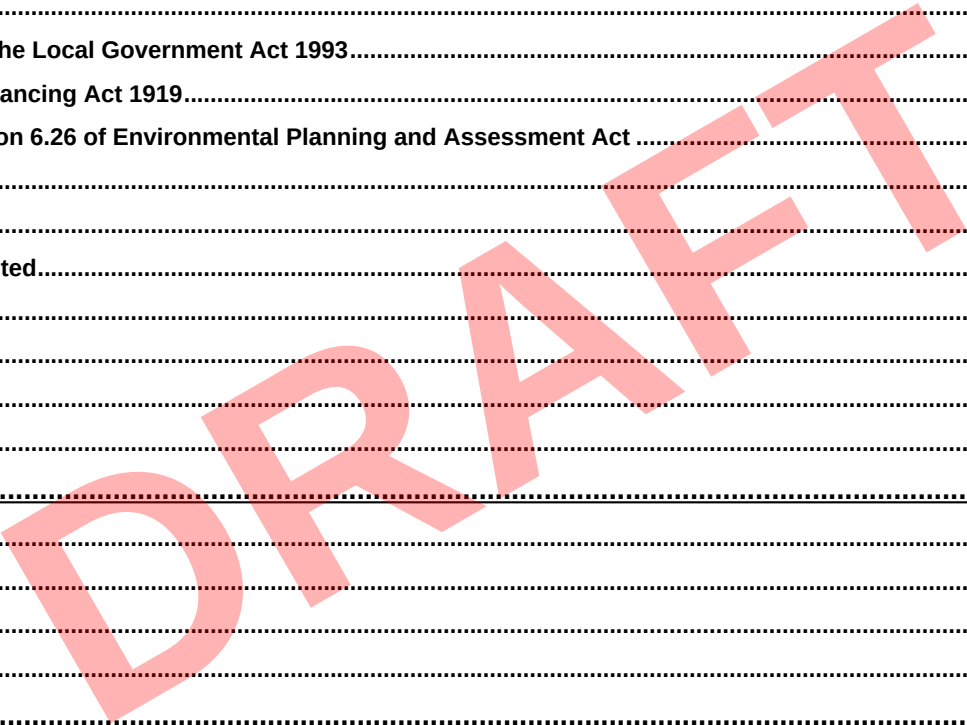 he Local Government Act 1993
ancing Act 1919
on 6.26 of Environmental Planning and Assessment Act
ted
DRAFT